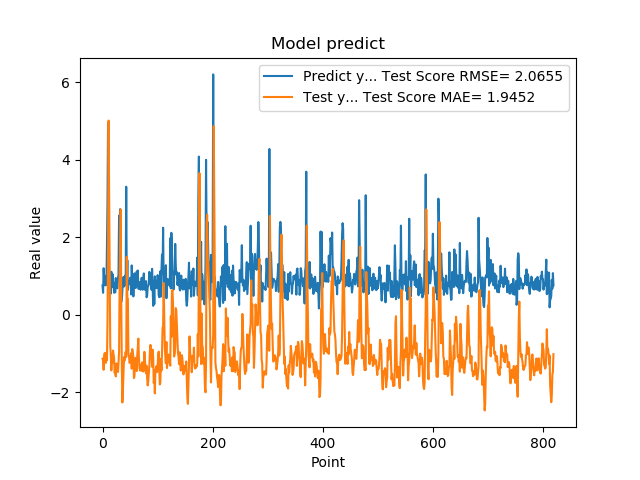 Model predict
Predict y... Test Score RMSE= 2.0655
Test y... Test Score MAE= 1.9452
Real value
6
4
2
0
−2
0 200 400 600 800
Point